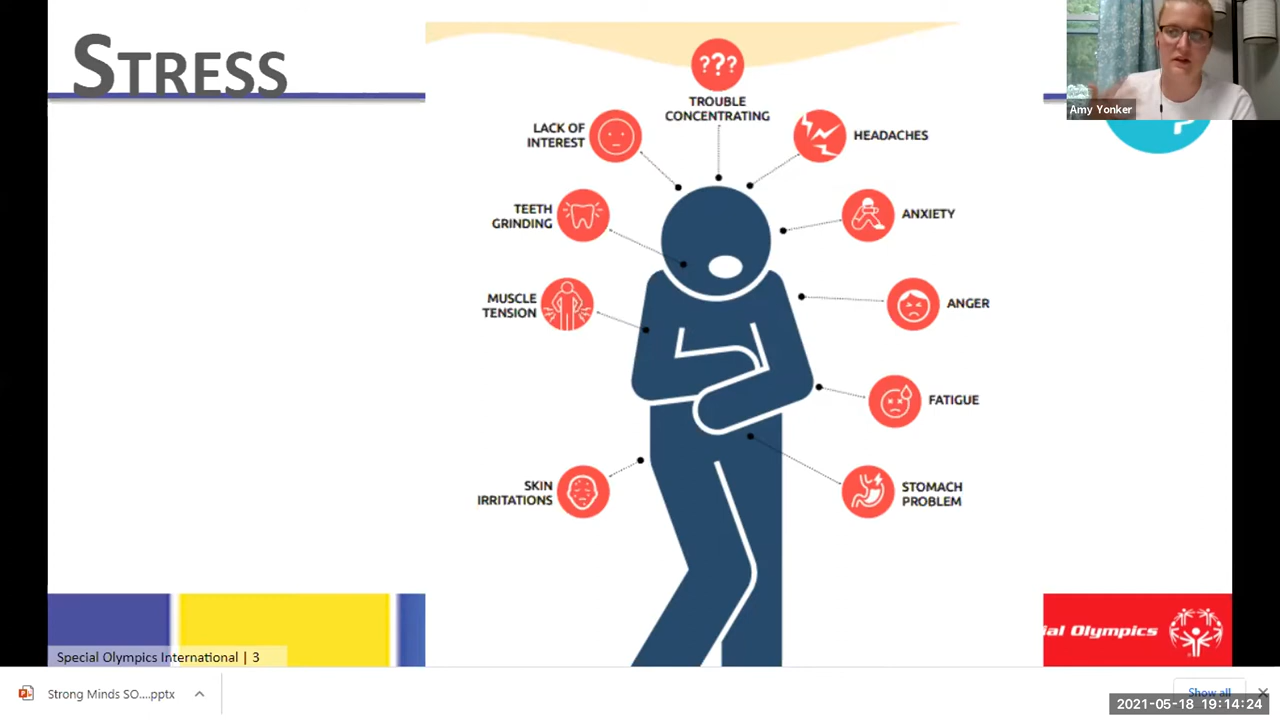 STRESS
???
TROUBLE
CONCENTRATING
LACK OF
INTEREST
HEADACHES
TEETH
GRINDING
ANXIETY
MUSCLE
TENSION
ANGER
FATIGUE
SKIN
IRRITATIONS
STOMACH
PROBLEM
Amy Yonker
?
ial Olympics
Special Olympics International | 3
Strong Minds SO....pptx
Show all
2021-05-18 19:14:24